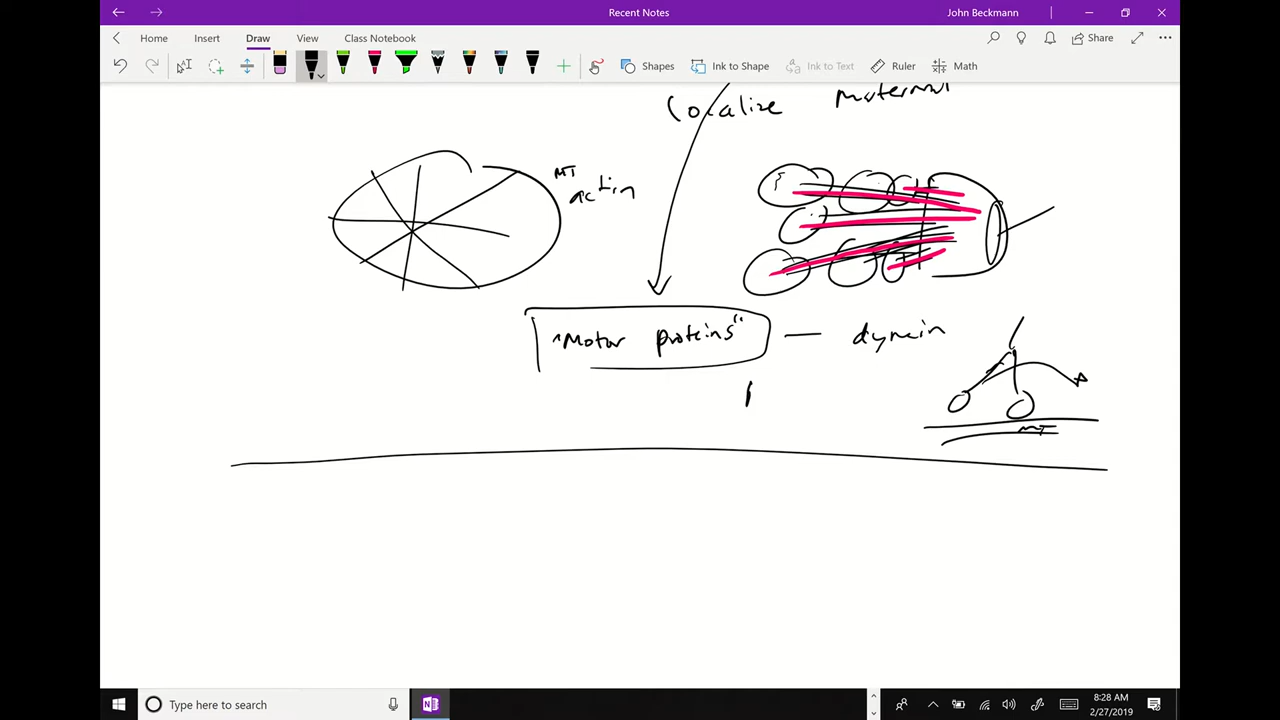 Recent Notes
John Beckmann
Home Insert Draw View Class Notebook
Share
Shapes Ink to Shape Ink to Text Ruler Math
Localize maternal
MT
actin
"Motor proteins" — dynein
MT
Type here to search
8:28 AM
2/27/2019